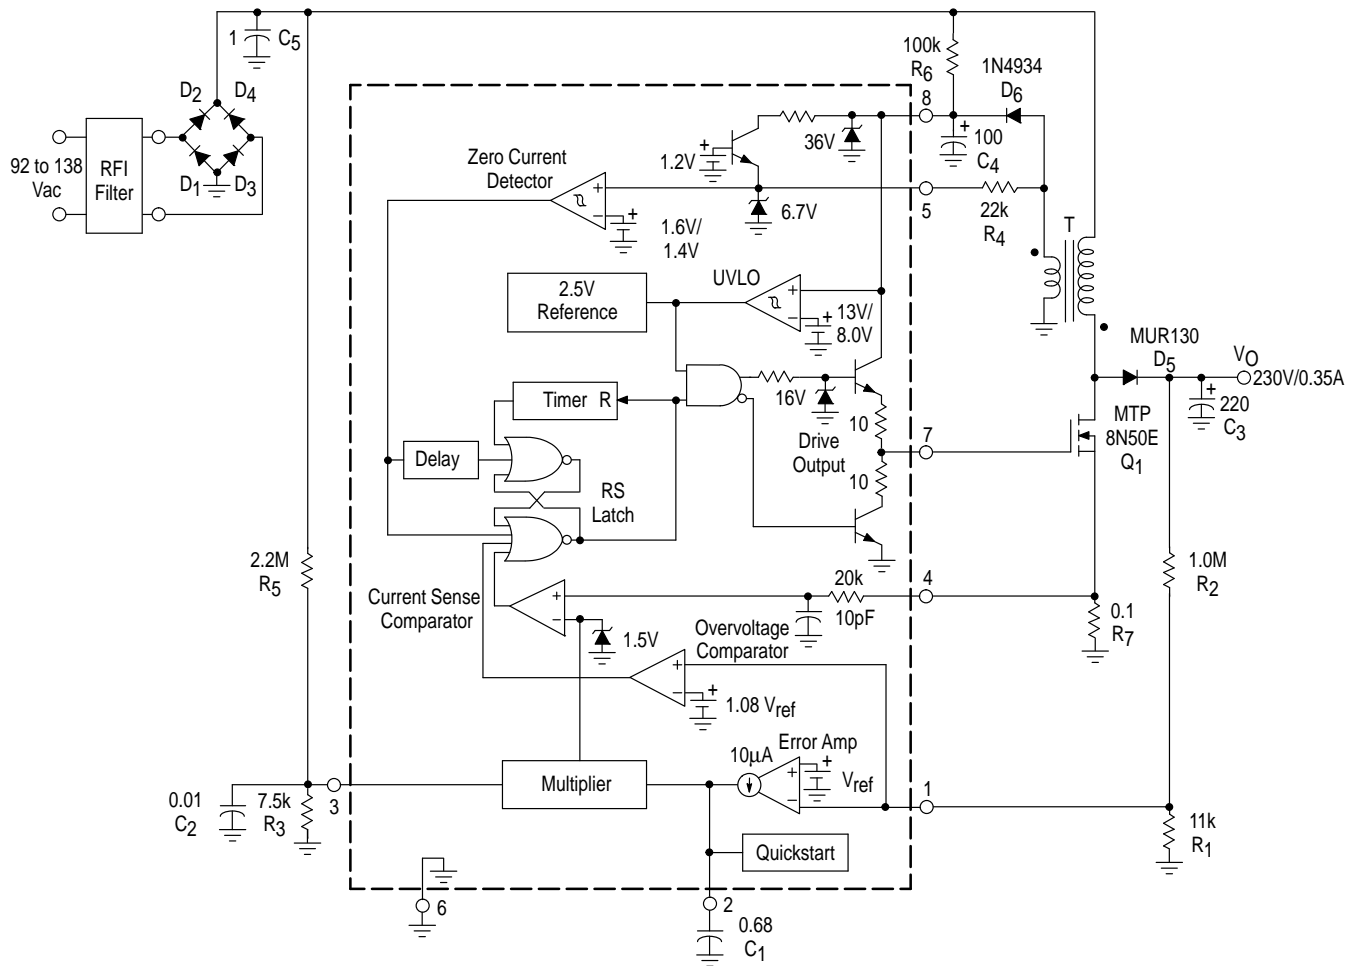 1
C5
100k
R6
1N4934
D6
D2
D4
8
36V
100
C4
1.2V
92 to 138
Vac
RFI
Filter
D1
D3
Zero Current
Detector
+
−
+
1.6V/
1.4V
6.7V
5
22k
R4
T
UVLO
2.5V
Reference
+
−
+
13V/
8.0V
MUR130
D5
VO
230V/0.35A
220
C3
+
Timer R
16V
10
Drive
Output
10
7
MTP
8N50E
Q1
Delay
RS
Latch
2.2M
R5
20k
10pF
4
1.0M
R2
Current Sense
Comparator
+
−
1.5V
0.1
R7
Overvoltage
Comparator
+
−
+
1.08 Vref
10µA
Error Amp
+
−
+
Vref
1
Multiplier
0.01
C2
7.5k
R3
3
11k
R1
Quickstart
6
2
0.68
C1